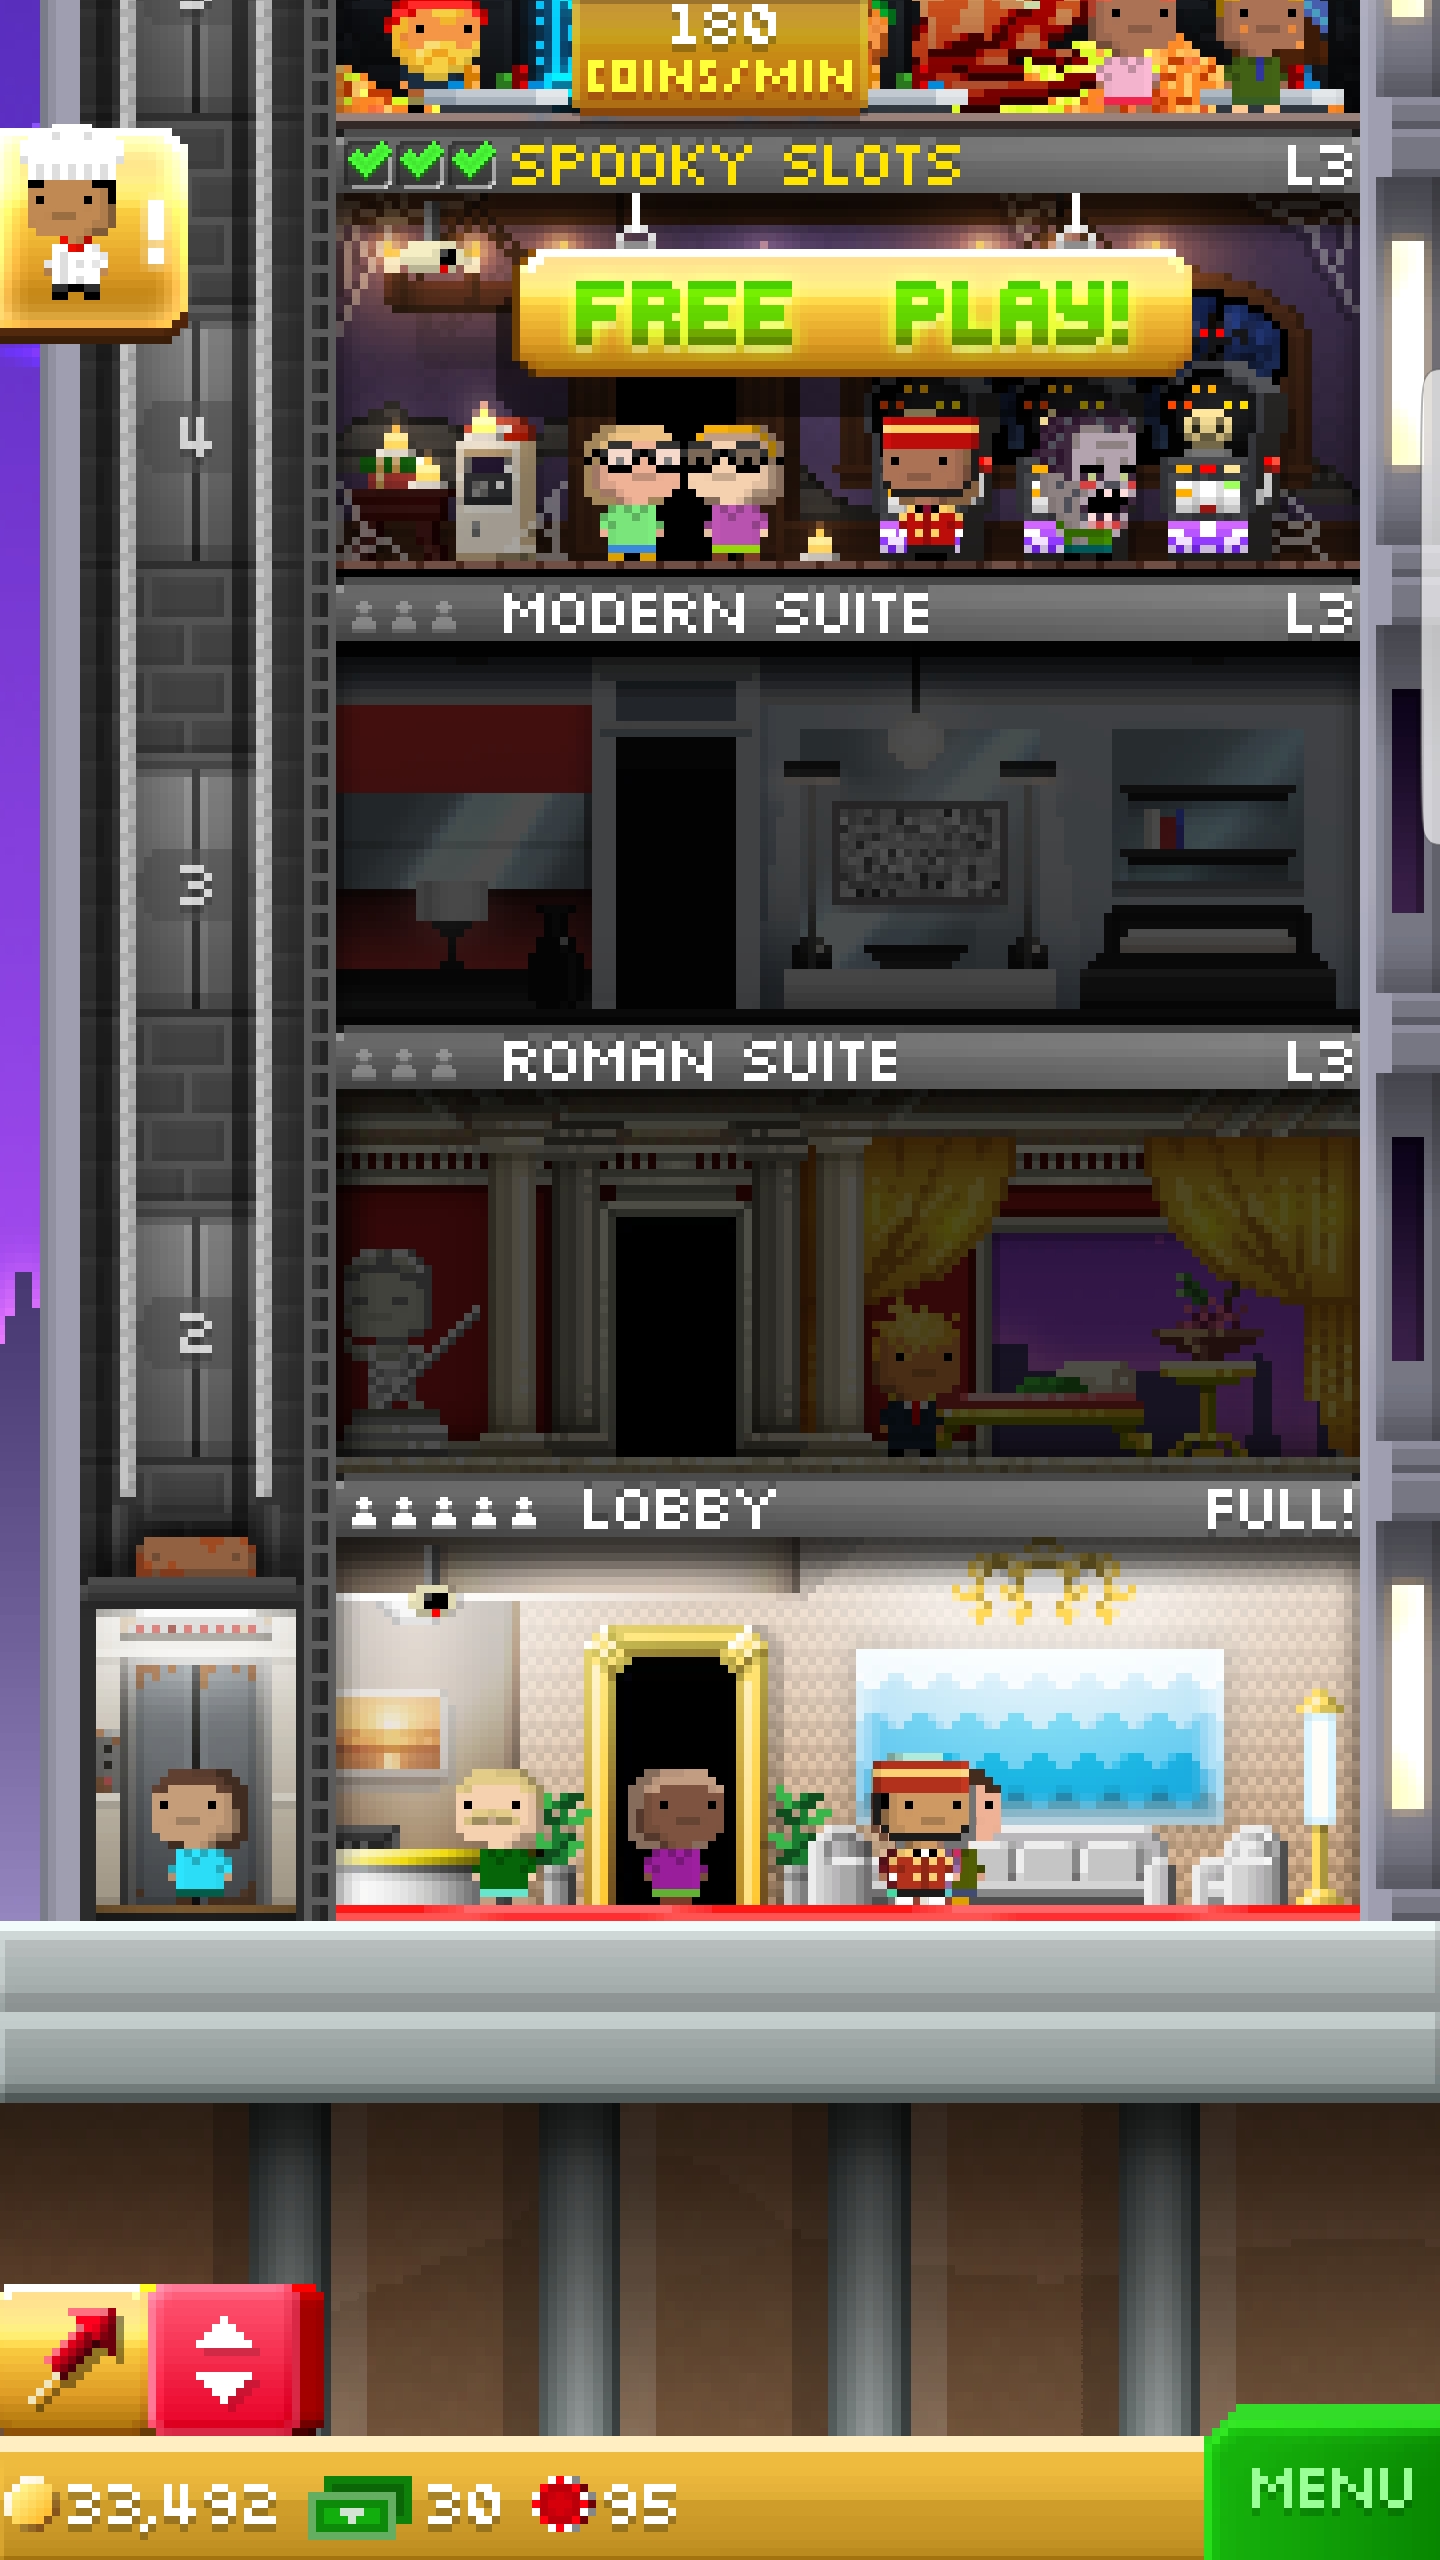 180
COINS/MIN
SPOOKY SLOTS L3
FREE PLAY!
4
MODERN SUITE L3
3
ROMAN SUITE L3
2
LOBBY FULL!
33,492 30 95
MENU